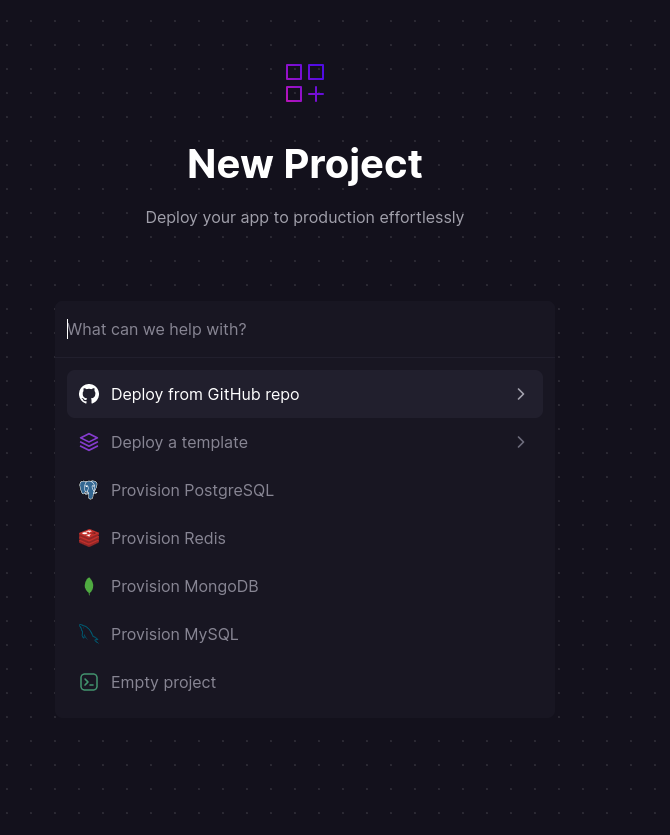 New Project
Deploy your app to production effortlessly
What can we help with?
Deploy from GitHub repo
Deploy a template
Provision PostgreSQL
Provision Redis
Provision MongoDB
Provision MySQL
Empty project